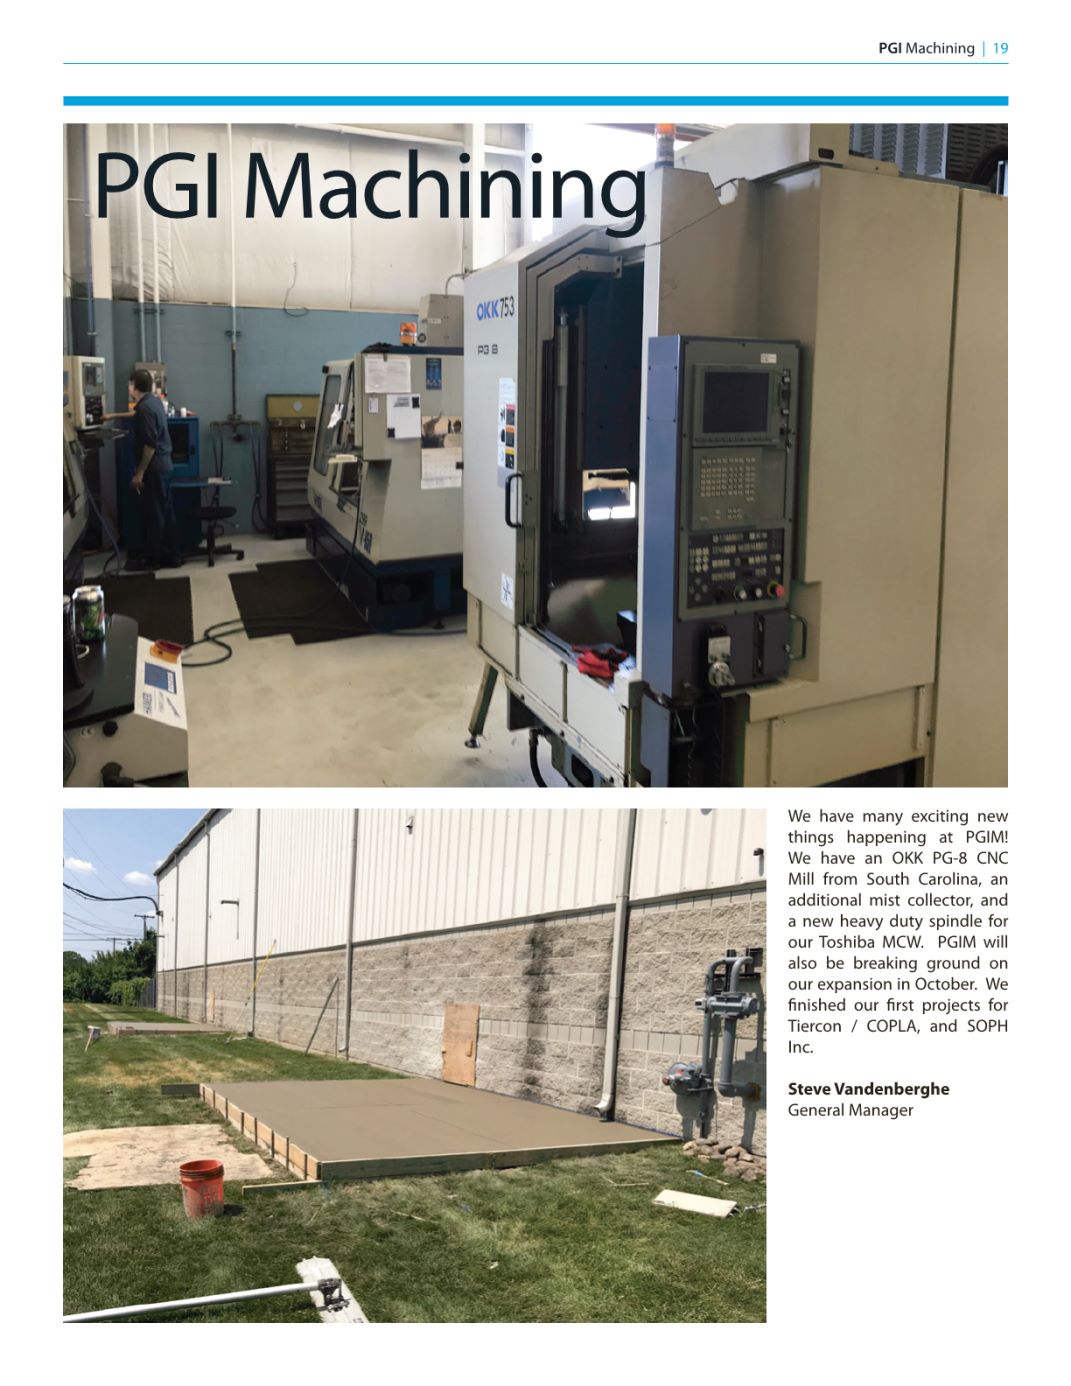 PGI Machining | 19
PGI Machining
OKK 753
PG 8
We have many exciting new
things happening at PGIM!
We have an OKK PG-8 CNC
Mill from South Carolina, an
additional mist collector, and
a new heavy duty spindle for
our Toshiba MCW. PGIM will
also be breaking ground on
our expansion in October. We
finished our first projects for
Tiercon / COPLA, and SOPH
Inc.
Steve Vandenberghe
General Manager